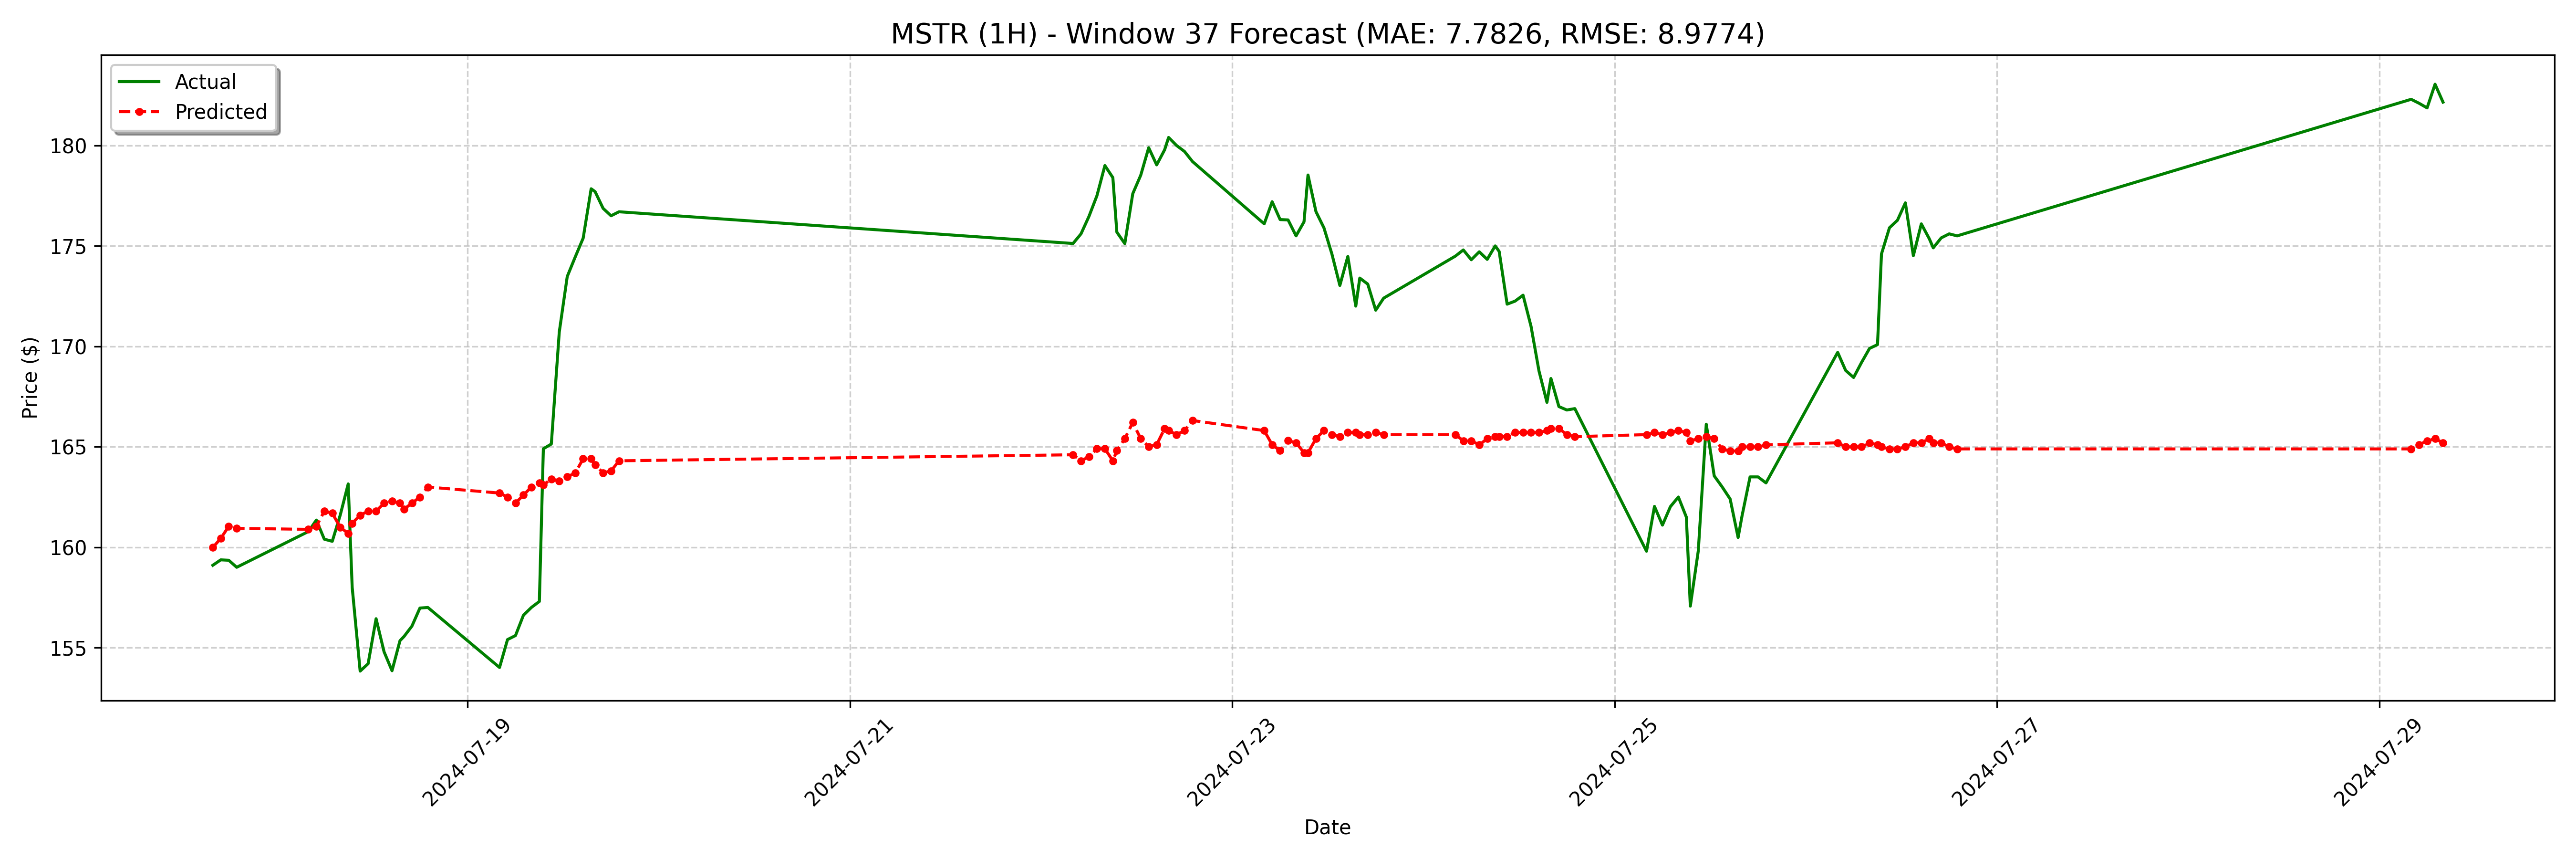 MSTR (1H) - Window 37 Forecast (MAE: 7.7826, RMSE: 8.9774)
Actual
Predicted
Price ($)
180
175
170
165
160
155
2024-07-19
2024-07-21
2024-07-23
2024-07-25
2024-07-27
2024-07-29
Date